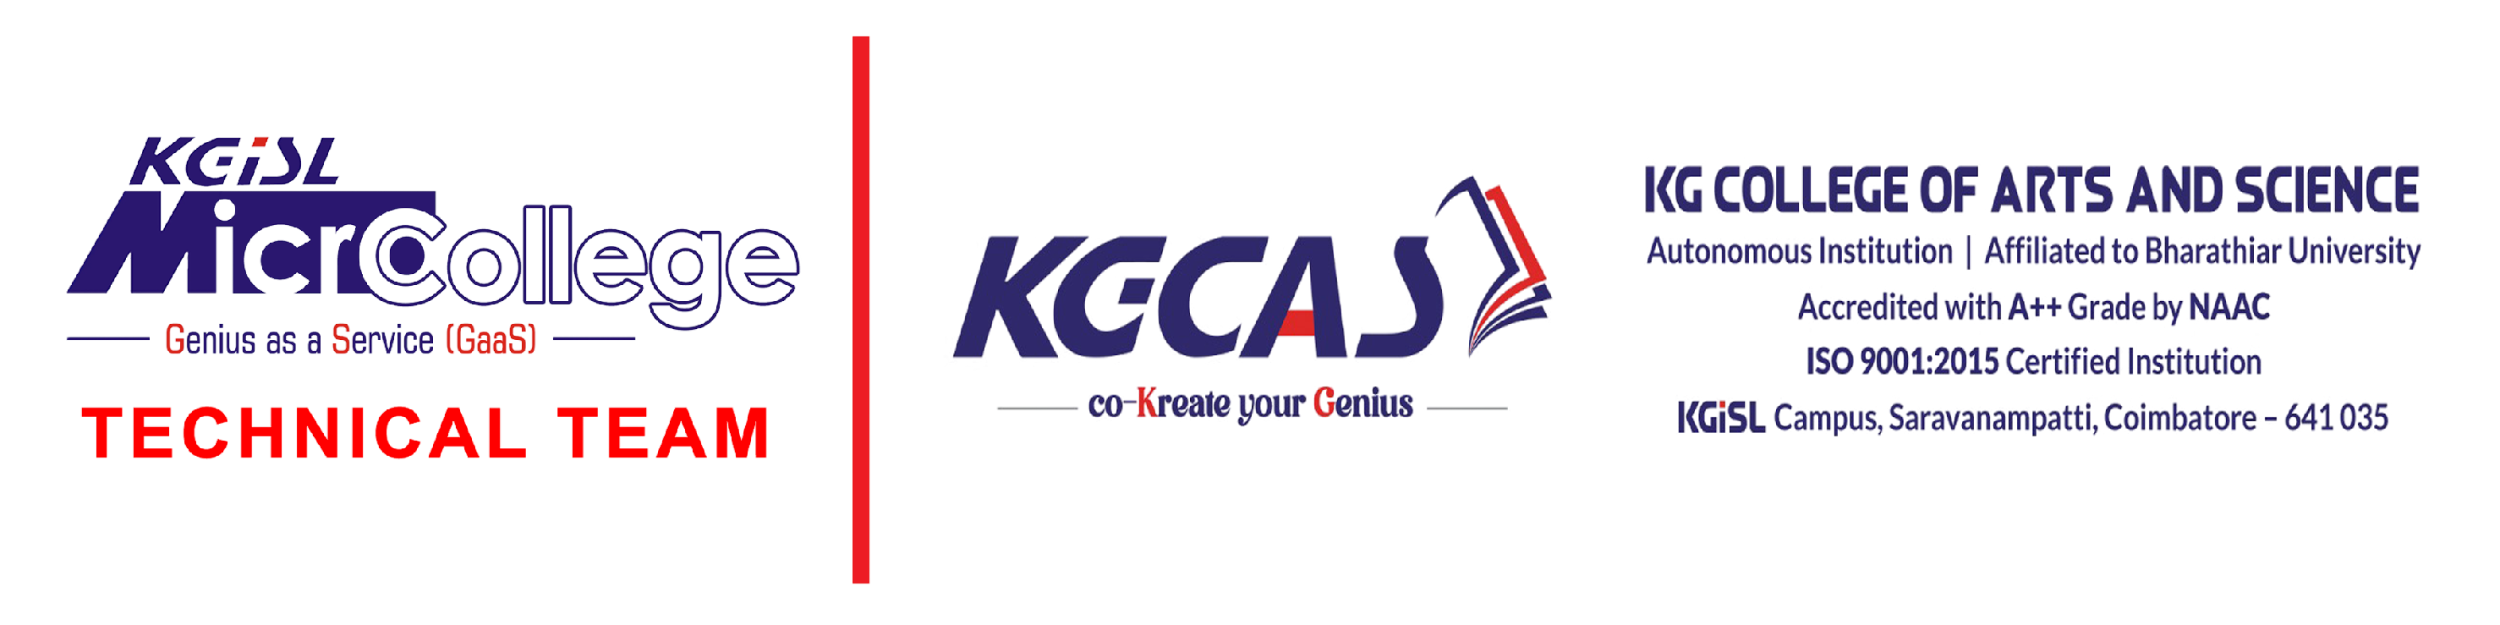 KGiSL
MicroCollege
Genius as a Service (GaaS)
TECHNICAL TEAM
KGCAS
co-Kreate your Genius
KG COLLEGE OF ARTS AND SCIENCE
Autonomous Institution | Affiliated to Bharathiar University
Accredited with A++ Grade by NAAC
ISO 9001:2015 Certified Institution
KGiSL Campus, Saravanampatti, Coimbatore – 641 035